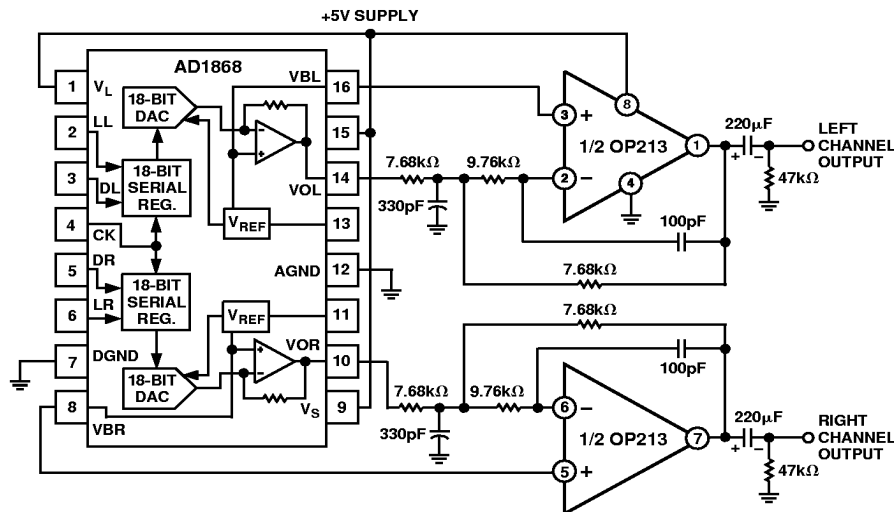 +5V SUPPLY
AD1868
1
VL
18-BIT
DAC
VBL
16
2
LL
15
3
DL
18-BIT
SERIAL
REG.
VOL
14
4
CK
VREF
13
5
DR
AGND
12
6
LR
18-BIT
SERIAL
REG.
VREF
11
7
DGND
VOR
10
18-BIT
DAC
8
VBR
VS
9
3
+
8
1/2 OP213
1
2
−
4
7.68kΩ
9.76kΩ
330pF
100pF
7.68kΩ
220µF
+
−
47kΩ
LEFT
CHANNEL
OUTPUT
7.68kΩ
100pF
7.68kΩ
9.76kΩ
330pF
6
−
1/2 OP213
7
5
+
220µF
+
−
47kΩ
RIGHT
CHANNEL
OUTPUT
−
+
+
−